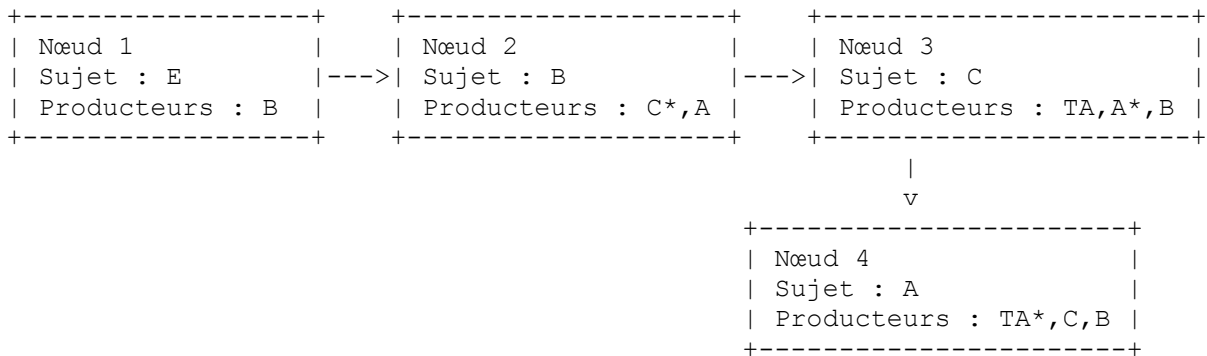 Nœud 1
Sujet : E
Producteurs : B
Nœud 2
Sujet : B
Producteurs : C*,A
Nœud 3
Sujet : C
Producteurs : TA,A*,B
Nœud 4
Sujet : A
Producteurs : TA*,C,B